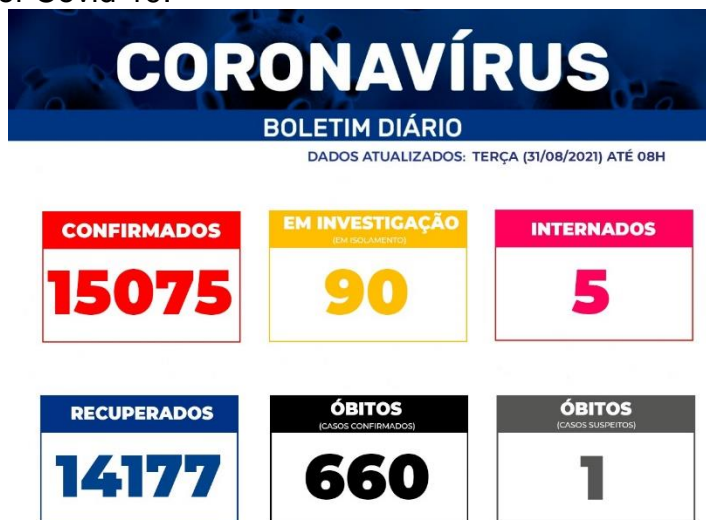 CORONAVÍRUS
BOLETIM DIÁRIO
DADOS ATUALIZADOS: TERÇA (31/08/2021) ATÉ 08H
CONFIRMADOS
15075
EM INVESTIGAÇÃO
(EM ISOLAMENTO)
90
INTERNADOS
5
RECUPERADOS
14177
ÓBITOS
(CASOS CONFIRMADOS)
660
ÓBITOS
(CASOS SUSPEITOS)
1